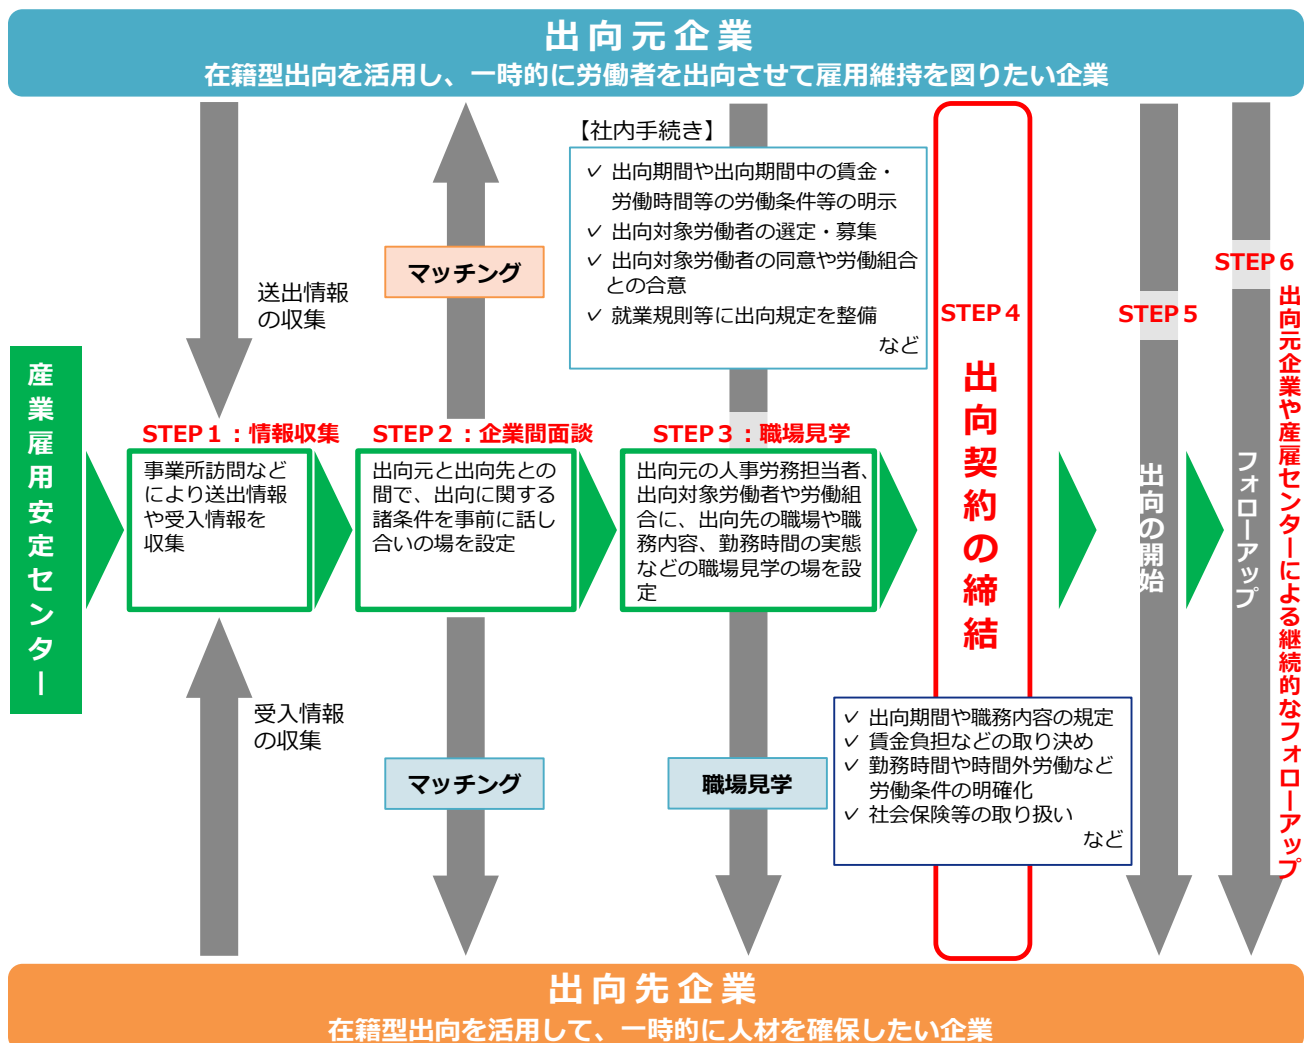 出向元企業
在籍型出向を活用し、一時的に労働者を出向させて雇用維持を図りたい企業
【社内手続き】
✓ 出向期間や出向期間中の賃金・
労働時間等の労働条件等の明示
✓ 出向対象労働者の選定・募集
✓ 出向対象労働者の同意や労働組合
との合意
✓ 就業規則等に出向規定を整備
など
マッチング
送出情報
の収集
産業雇用安定センター
STEP1：情報収集
事業所訪問など
により送出情報
や受入情報を
収集
STEP2：企業間面談
出向元と出向先との
間で、出向に関する
諸条件を事前に話し
合いの場を設定
STEP3：職場見学
出向元の人事労務担当者、
出向対象労働者や労働組
合に、出向先の職場や職
務内容、勤務時間の実態
などの職場見学の場を設
定
STEP4
出向契約の締結
STEP5
出向の開始
STEP6
フォローアップ
出向元企業や産雇センターによる継続的なフォローアップ
受入情報
の収集
マッチング
職場見学
✓ 出向期間や職務内容の規定
✓ 賃金負担などの取り決め
✓ 勤務時間や時間外労働など
労働条件の明確化
✓ 社会保険等の取り扱い
など
出向先企業
在籍型出向を活用して、一時的に人材を確保したい企業